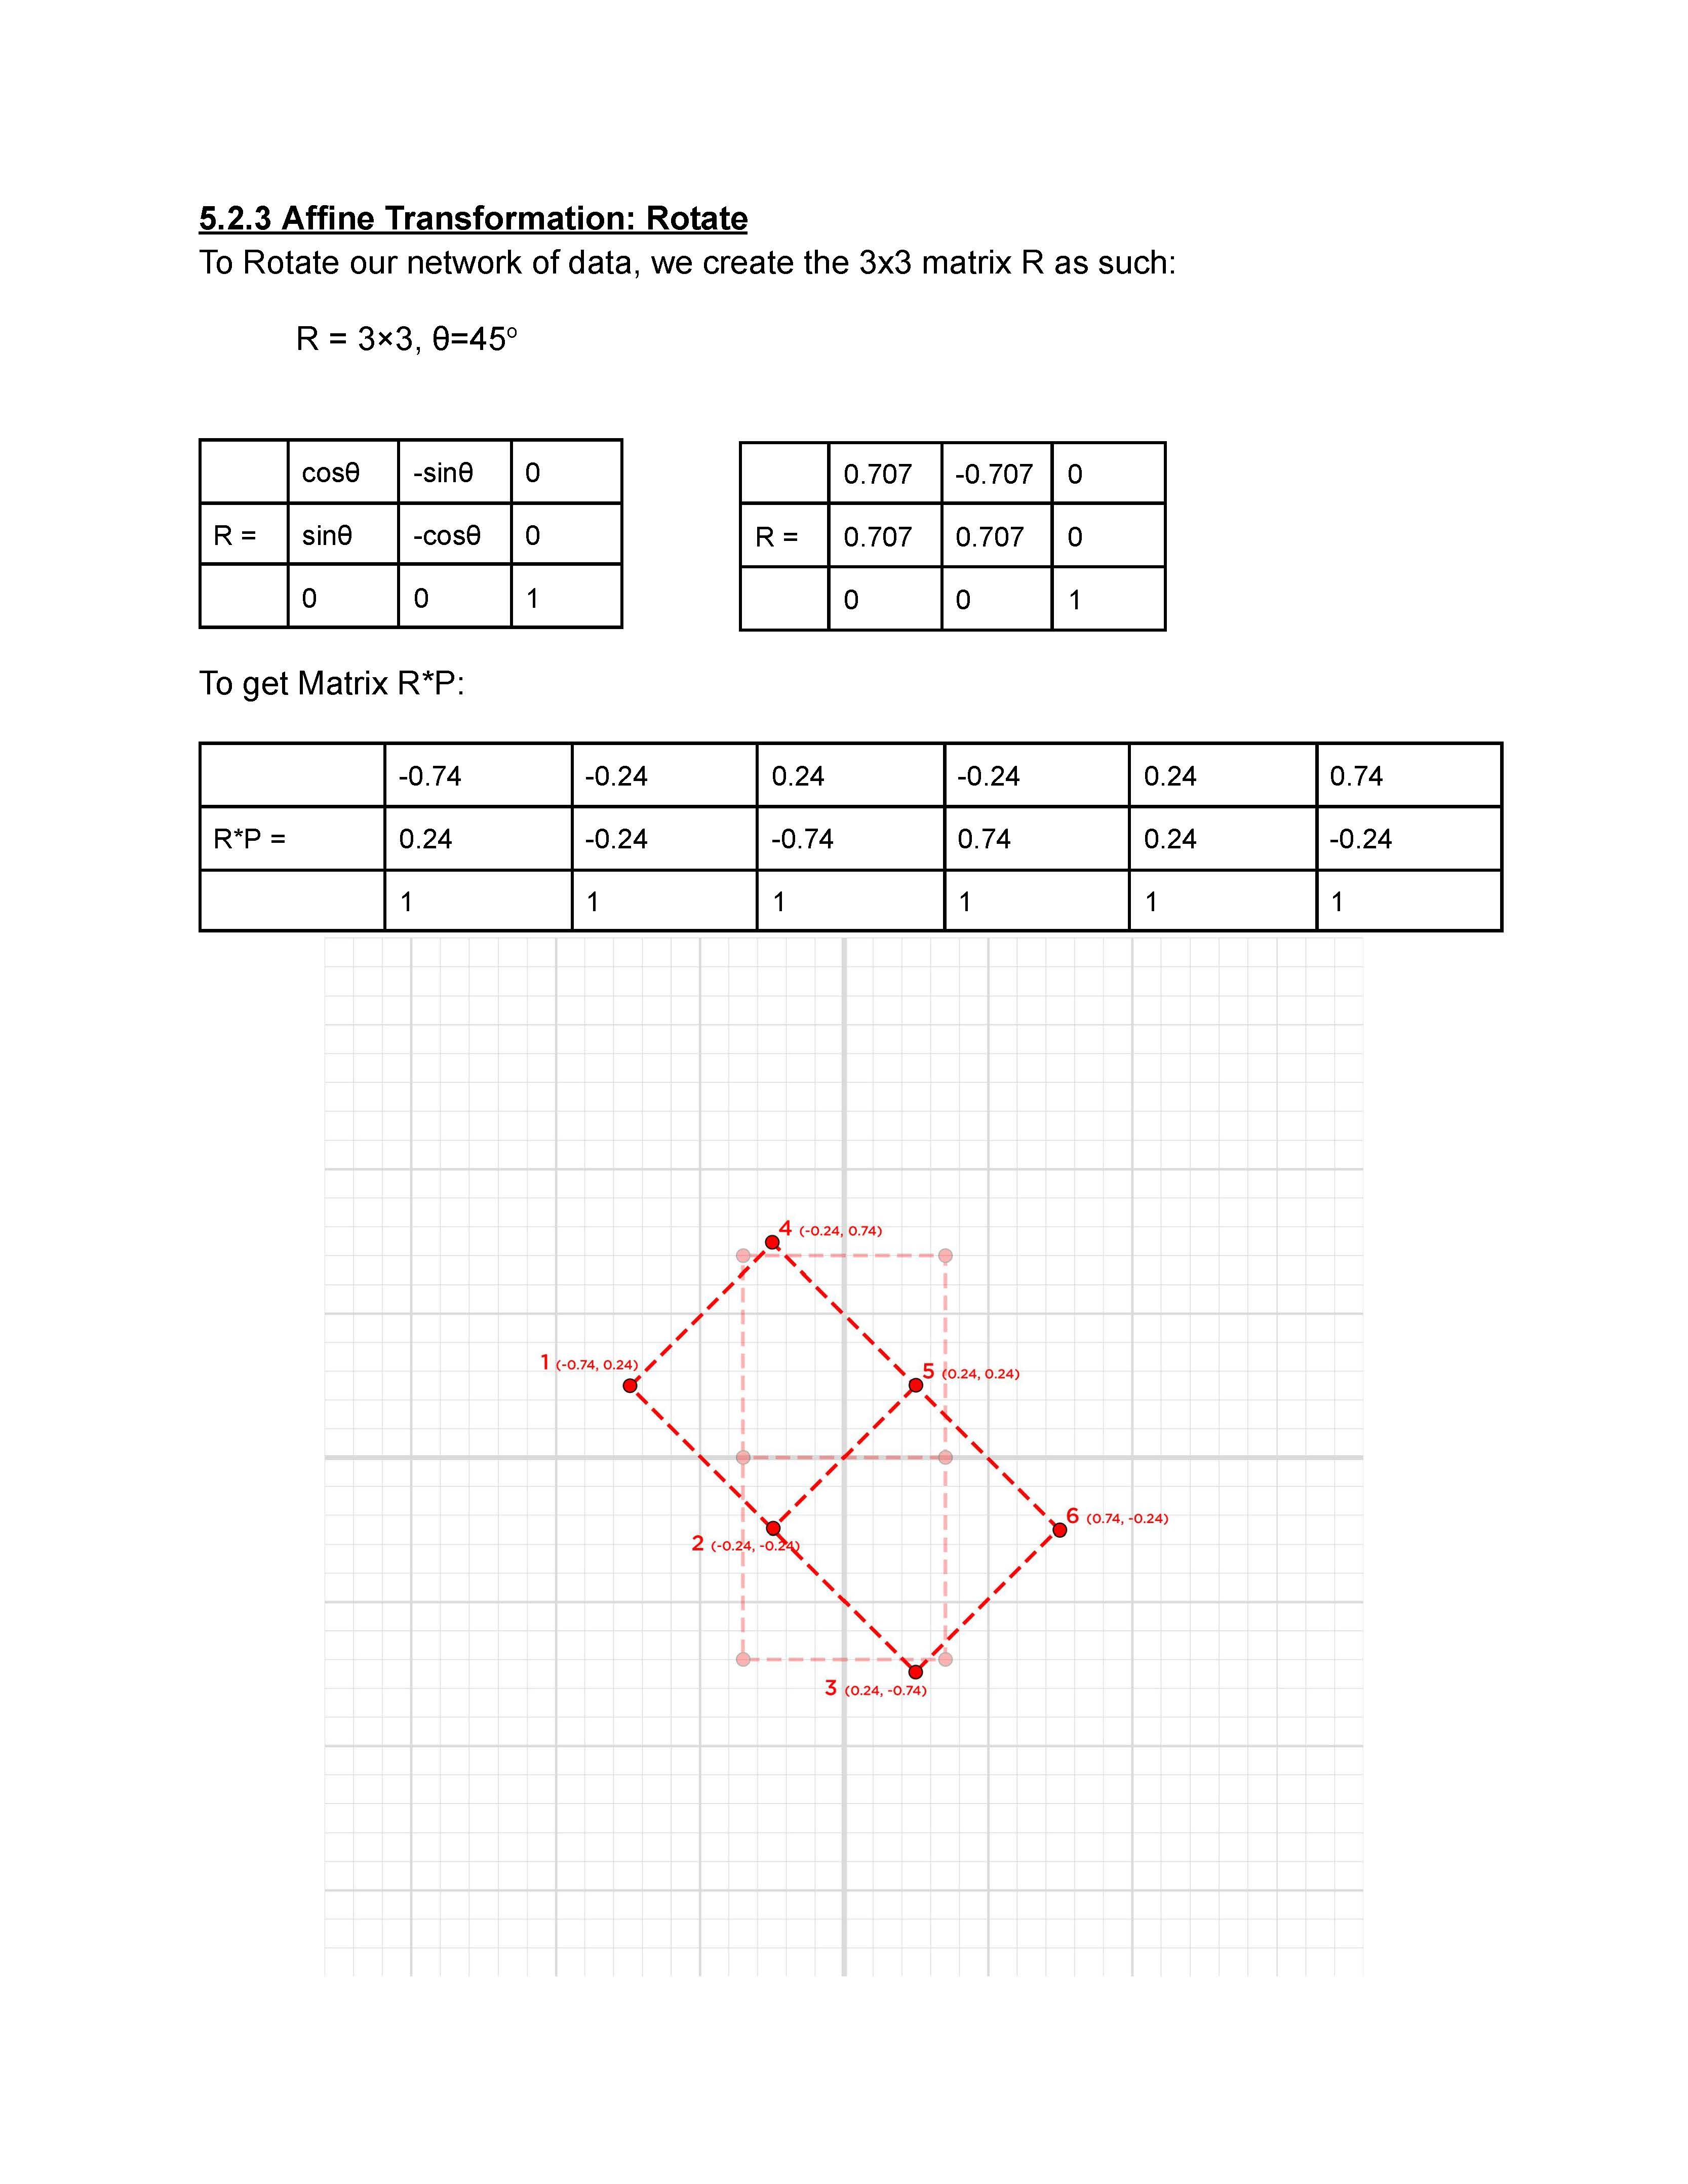 5.2.3 Affine Transformation: Rotate
To Rotate our network of data, we create the 3x3 matrix R as such:
R = 3×3, θ=45°
cosθ -sinθ 0
R = sinθ -cosθ 0
0 0 1
0.707 -0.707 0
R = 0.707 0.707 0
0 0 1
To get Matrix R*P:
-0.74 -0.24 0.24 -0.24 0.24 0.74
R*P = 0.24 -0.24 -0.74 0.74 0.24 -0.24
1 1 1 1 1 1
4 (-0.24, 0.74)
1 (-0.74, 0.24)
5 (0.24, 0.24)
6 (0.74, -0.24)
2 (-0.24, -0.24)
3 (0.24, -0.74)